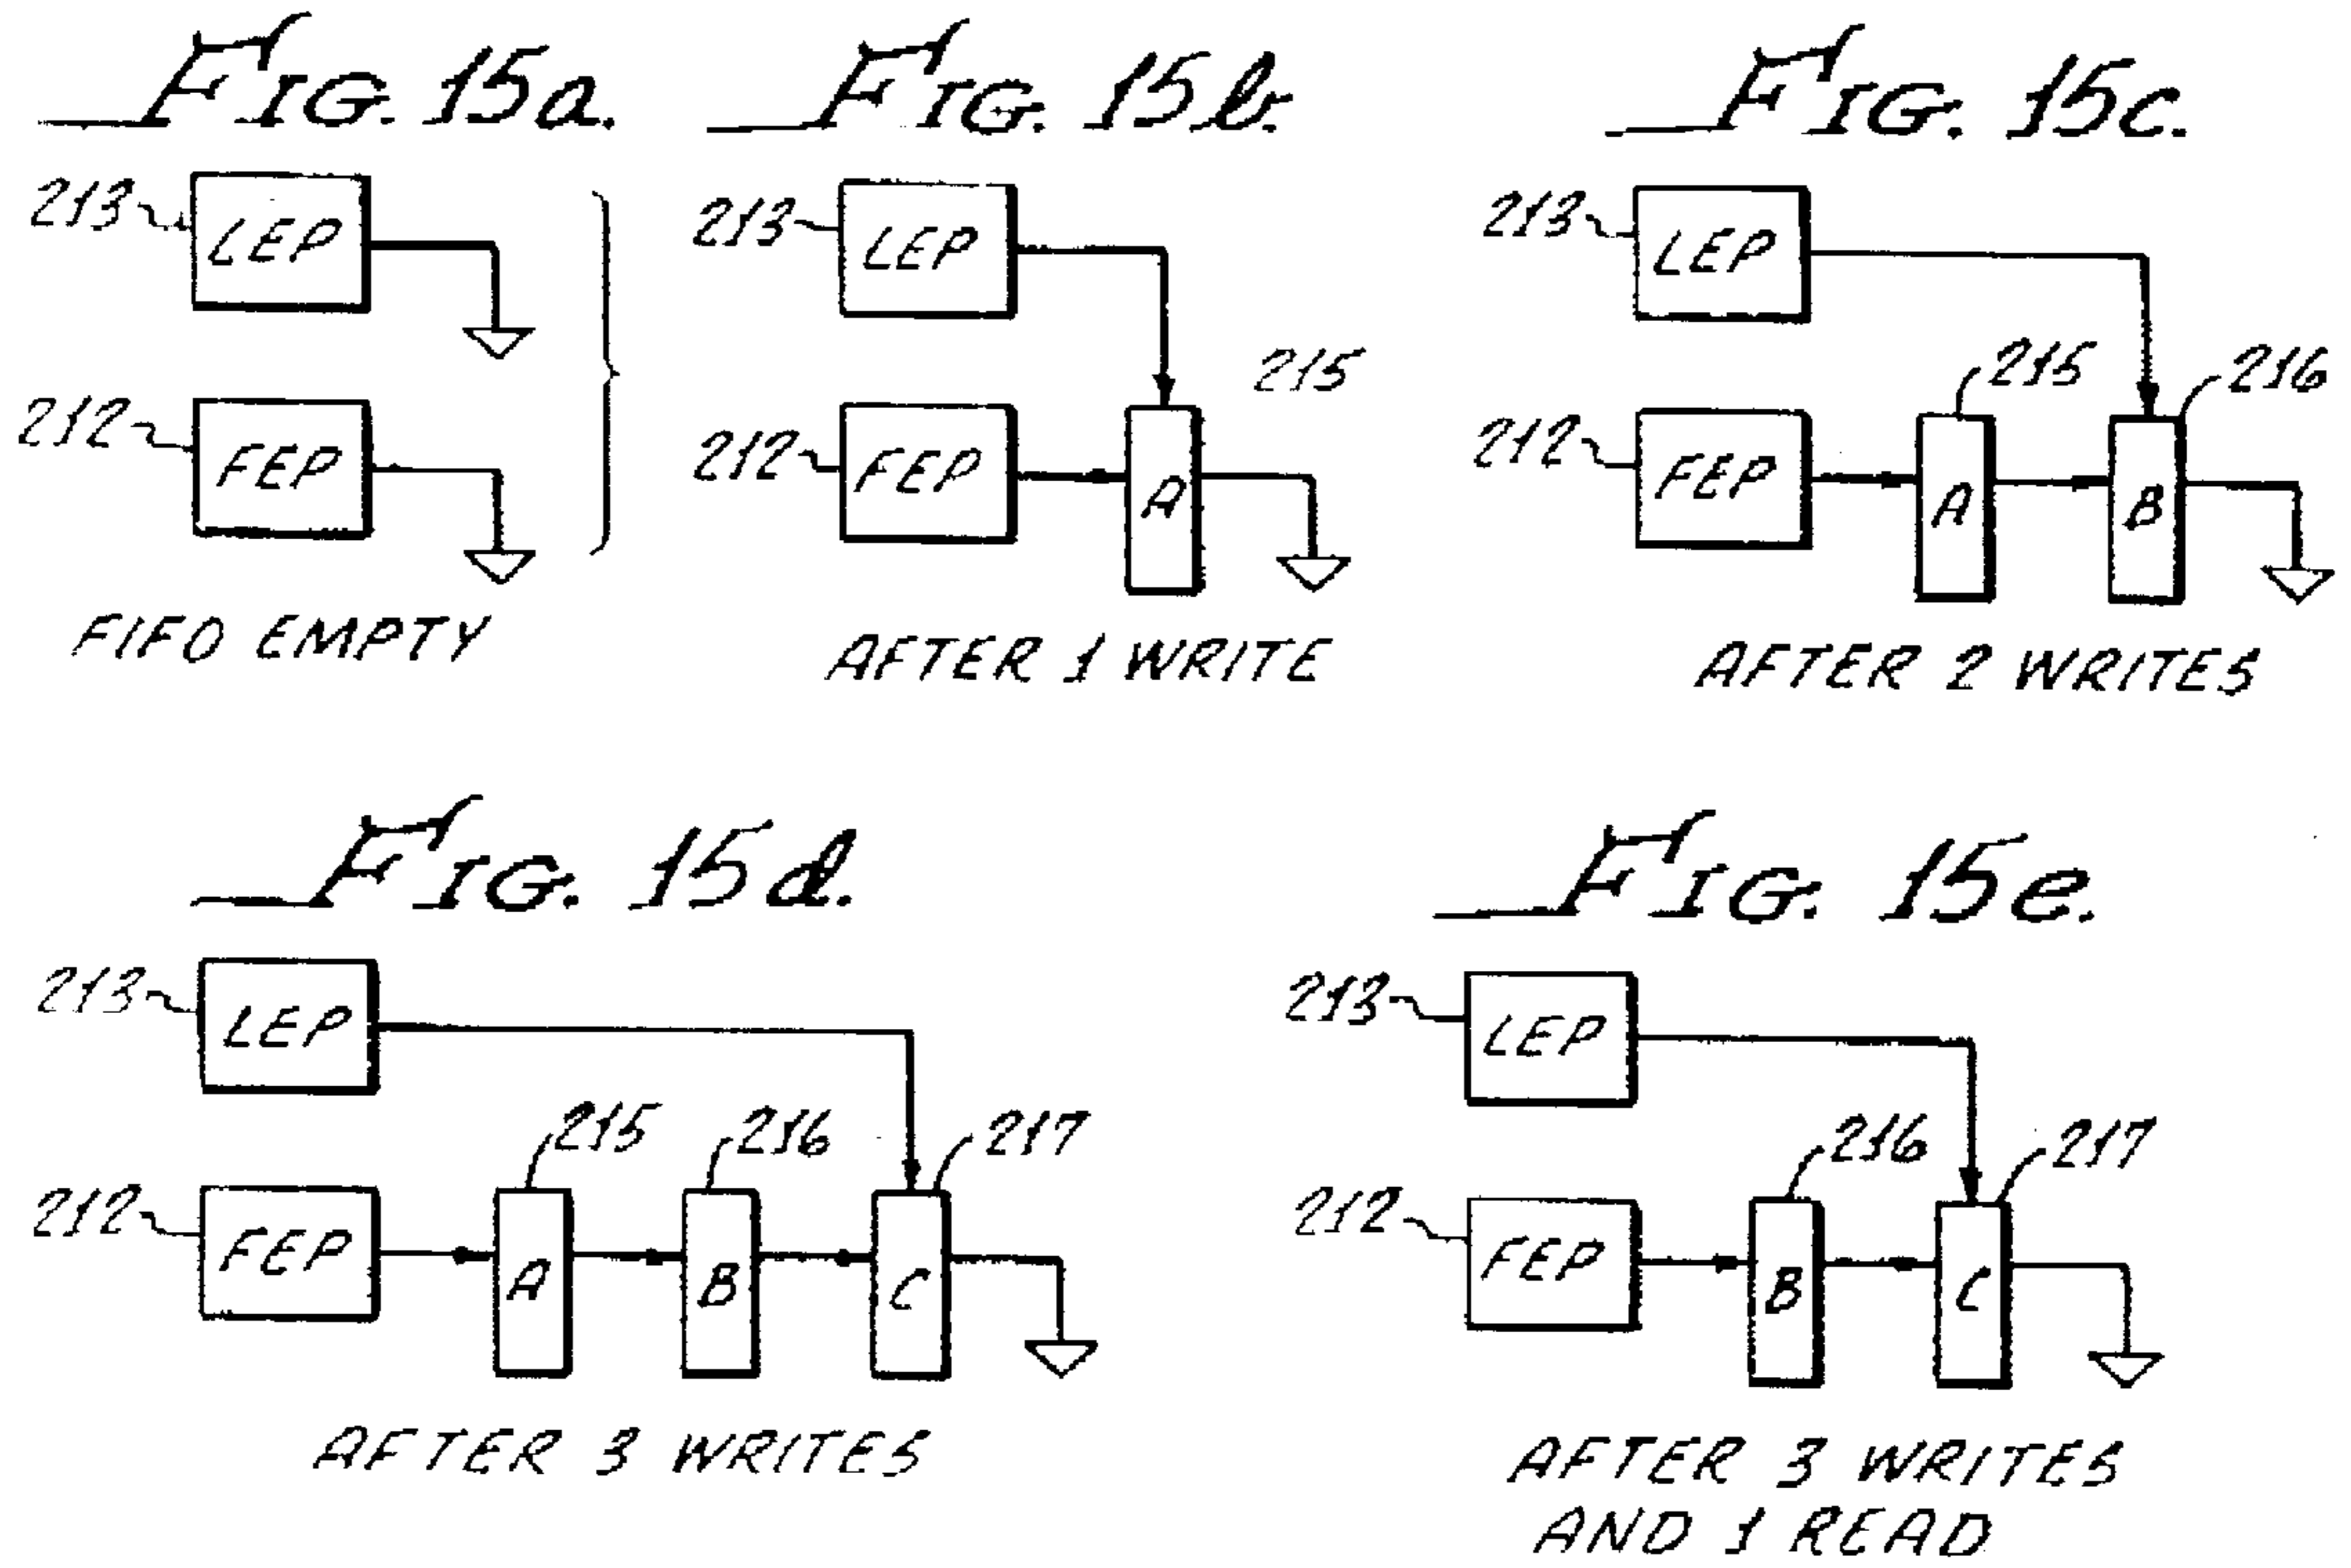 FIG. 15a.
213
LEP
212
FEP
FIFO EMPTY
FIG. 15b.
213
LEP
215
212
FEP
A
AFTER 1 WRITE
FIG. 15c.
213
LEP
215
216
212
FEP
A
B
AFTER 2 WRITES
FIG. 15d.
213
LEP
215
216
217
212
FEP
A
B
C
AFTER 3 WRITES
FIG. 15e.
213
LEP
216
217
212
FEP
B
C
AFTER 3 WRITES
AND 1 READ